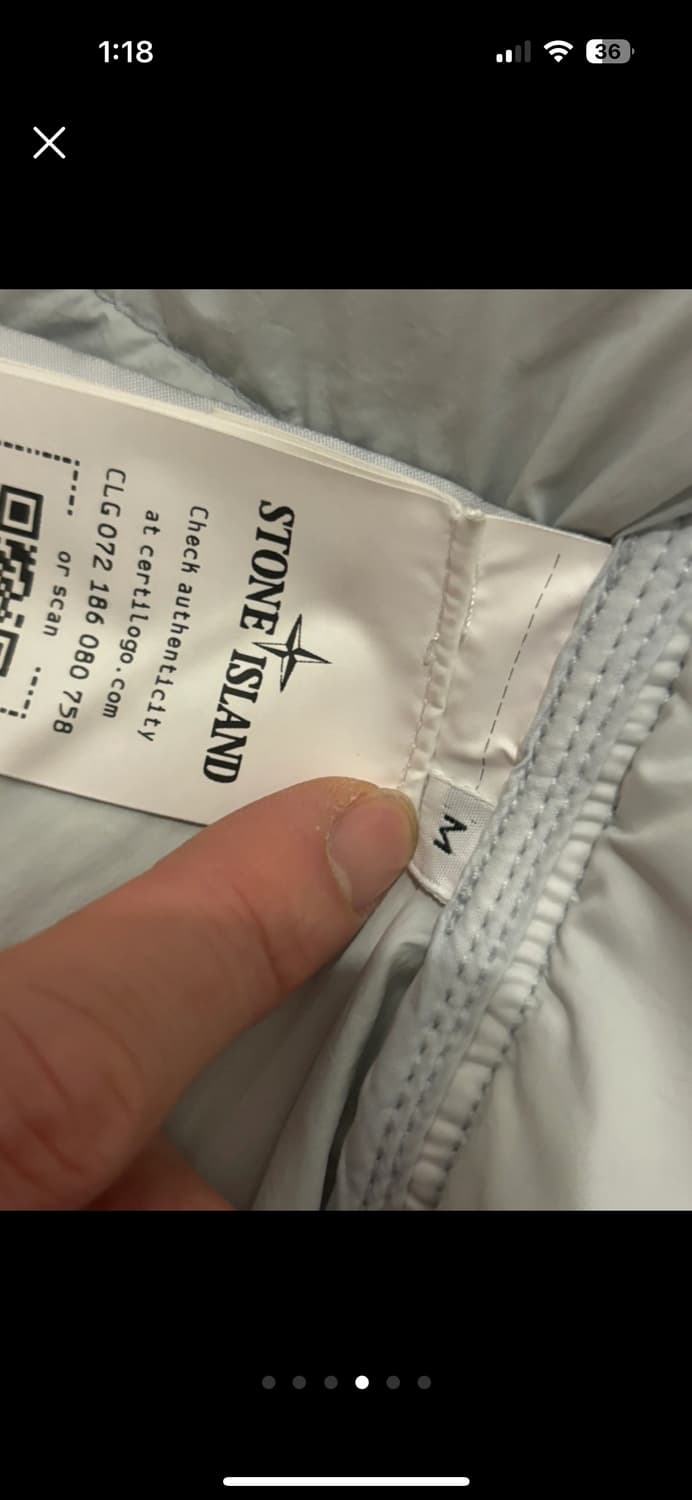 1:18
36
STONE ISLAND
Check authenticity
at certilogo.com
CLG 072 186 080 758
or scan
M